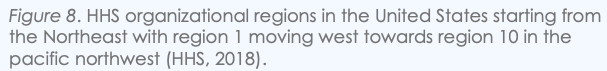 Figure 8. HHS organizational regions in the United States starting from
the Northeast with region 1 moving west towards region 10 in the
pacific northwest (HHS, 2018).